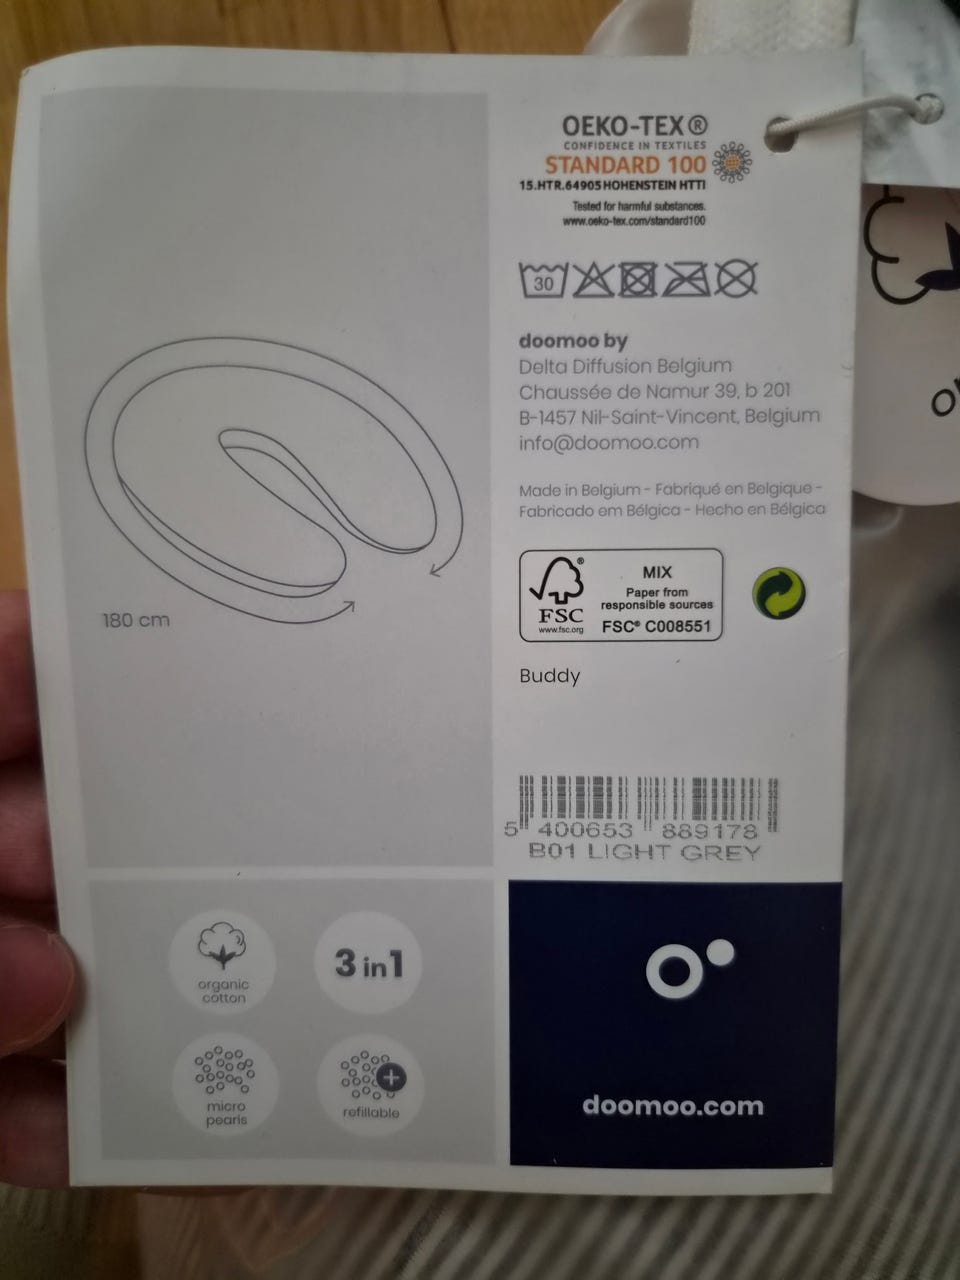 OEKO-TEX®
CONFIDENCE IN TEXTILES
STANDARD 100
15.HTR.64905 HOHENSTEIN HTTI
Tested for harmful substances.
www.oeko-tex.com/standard100
30
doomoo by
Delta Diffusion Belgium
Chaussée de Namur 39, b 201
B-1457 Nil-Saint-Vincent, Belgium
info@doomoo.com
Made in Belgium - Fabriqué en Belgique -
Fabricado em Bélgica - Hecho en Bélgica
FSC®
www.fsc.org
MIX
Paper from
responsible sources
FSC® C008551
Buddy
5 400653 889178
B01 LIGHT GREY
180 cm
organic
cotton
3 in 1
micro
pearls
refillable
doomoo.com